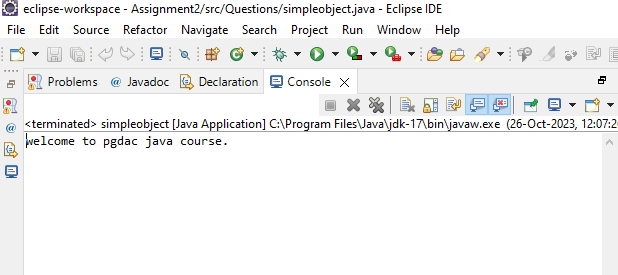 eclipse-workspace - Assignment2/src/Questions/simpleobject.java - Eclipse IDE
File Edit Source Refactor Navigate Search Project Run Window Help
Problems @ Javadoc Declaration Console
<terminated> simpleobject [Java Application] C:\Program Files\Java\jdk-17\bin\javaw.exe (26-Oct-2023, 12:07:2
welcome to pgdac java course.